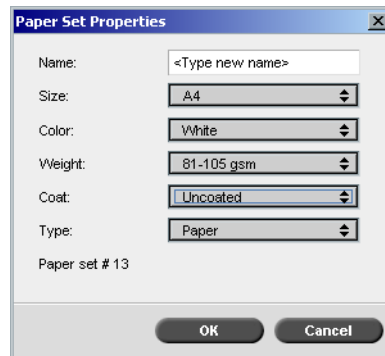 Paper Set Properties
Name: <Type new name>
Size: A4
Color: White
Weight: 81-105 gsm
Coat: Uncoated
Type: Paper
Paper set # 13
OK Cancel